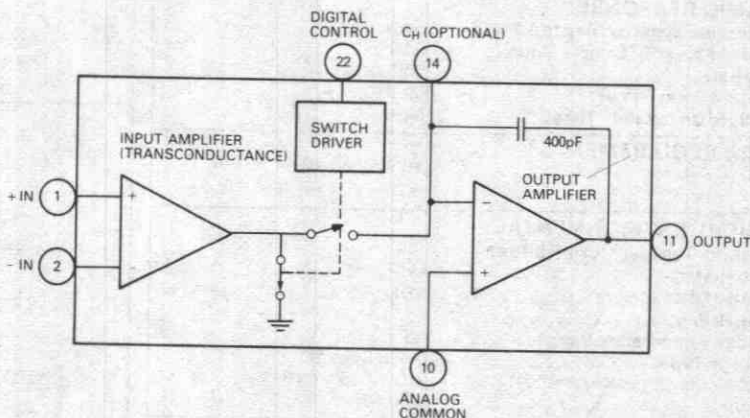 DIGITAL
CONTROL
22
C_H (OPTIONAL)
14
SWITCH
DRIVER
INPUT AMPLIFIER
(TRANSCONDUCTANCE)
400pF
OUTPUT
AMPLIFIER
+ IN
1
+
- IN
2
-
-
+
11
OUTPUT
10
ANALOG
COMMON